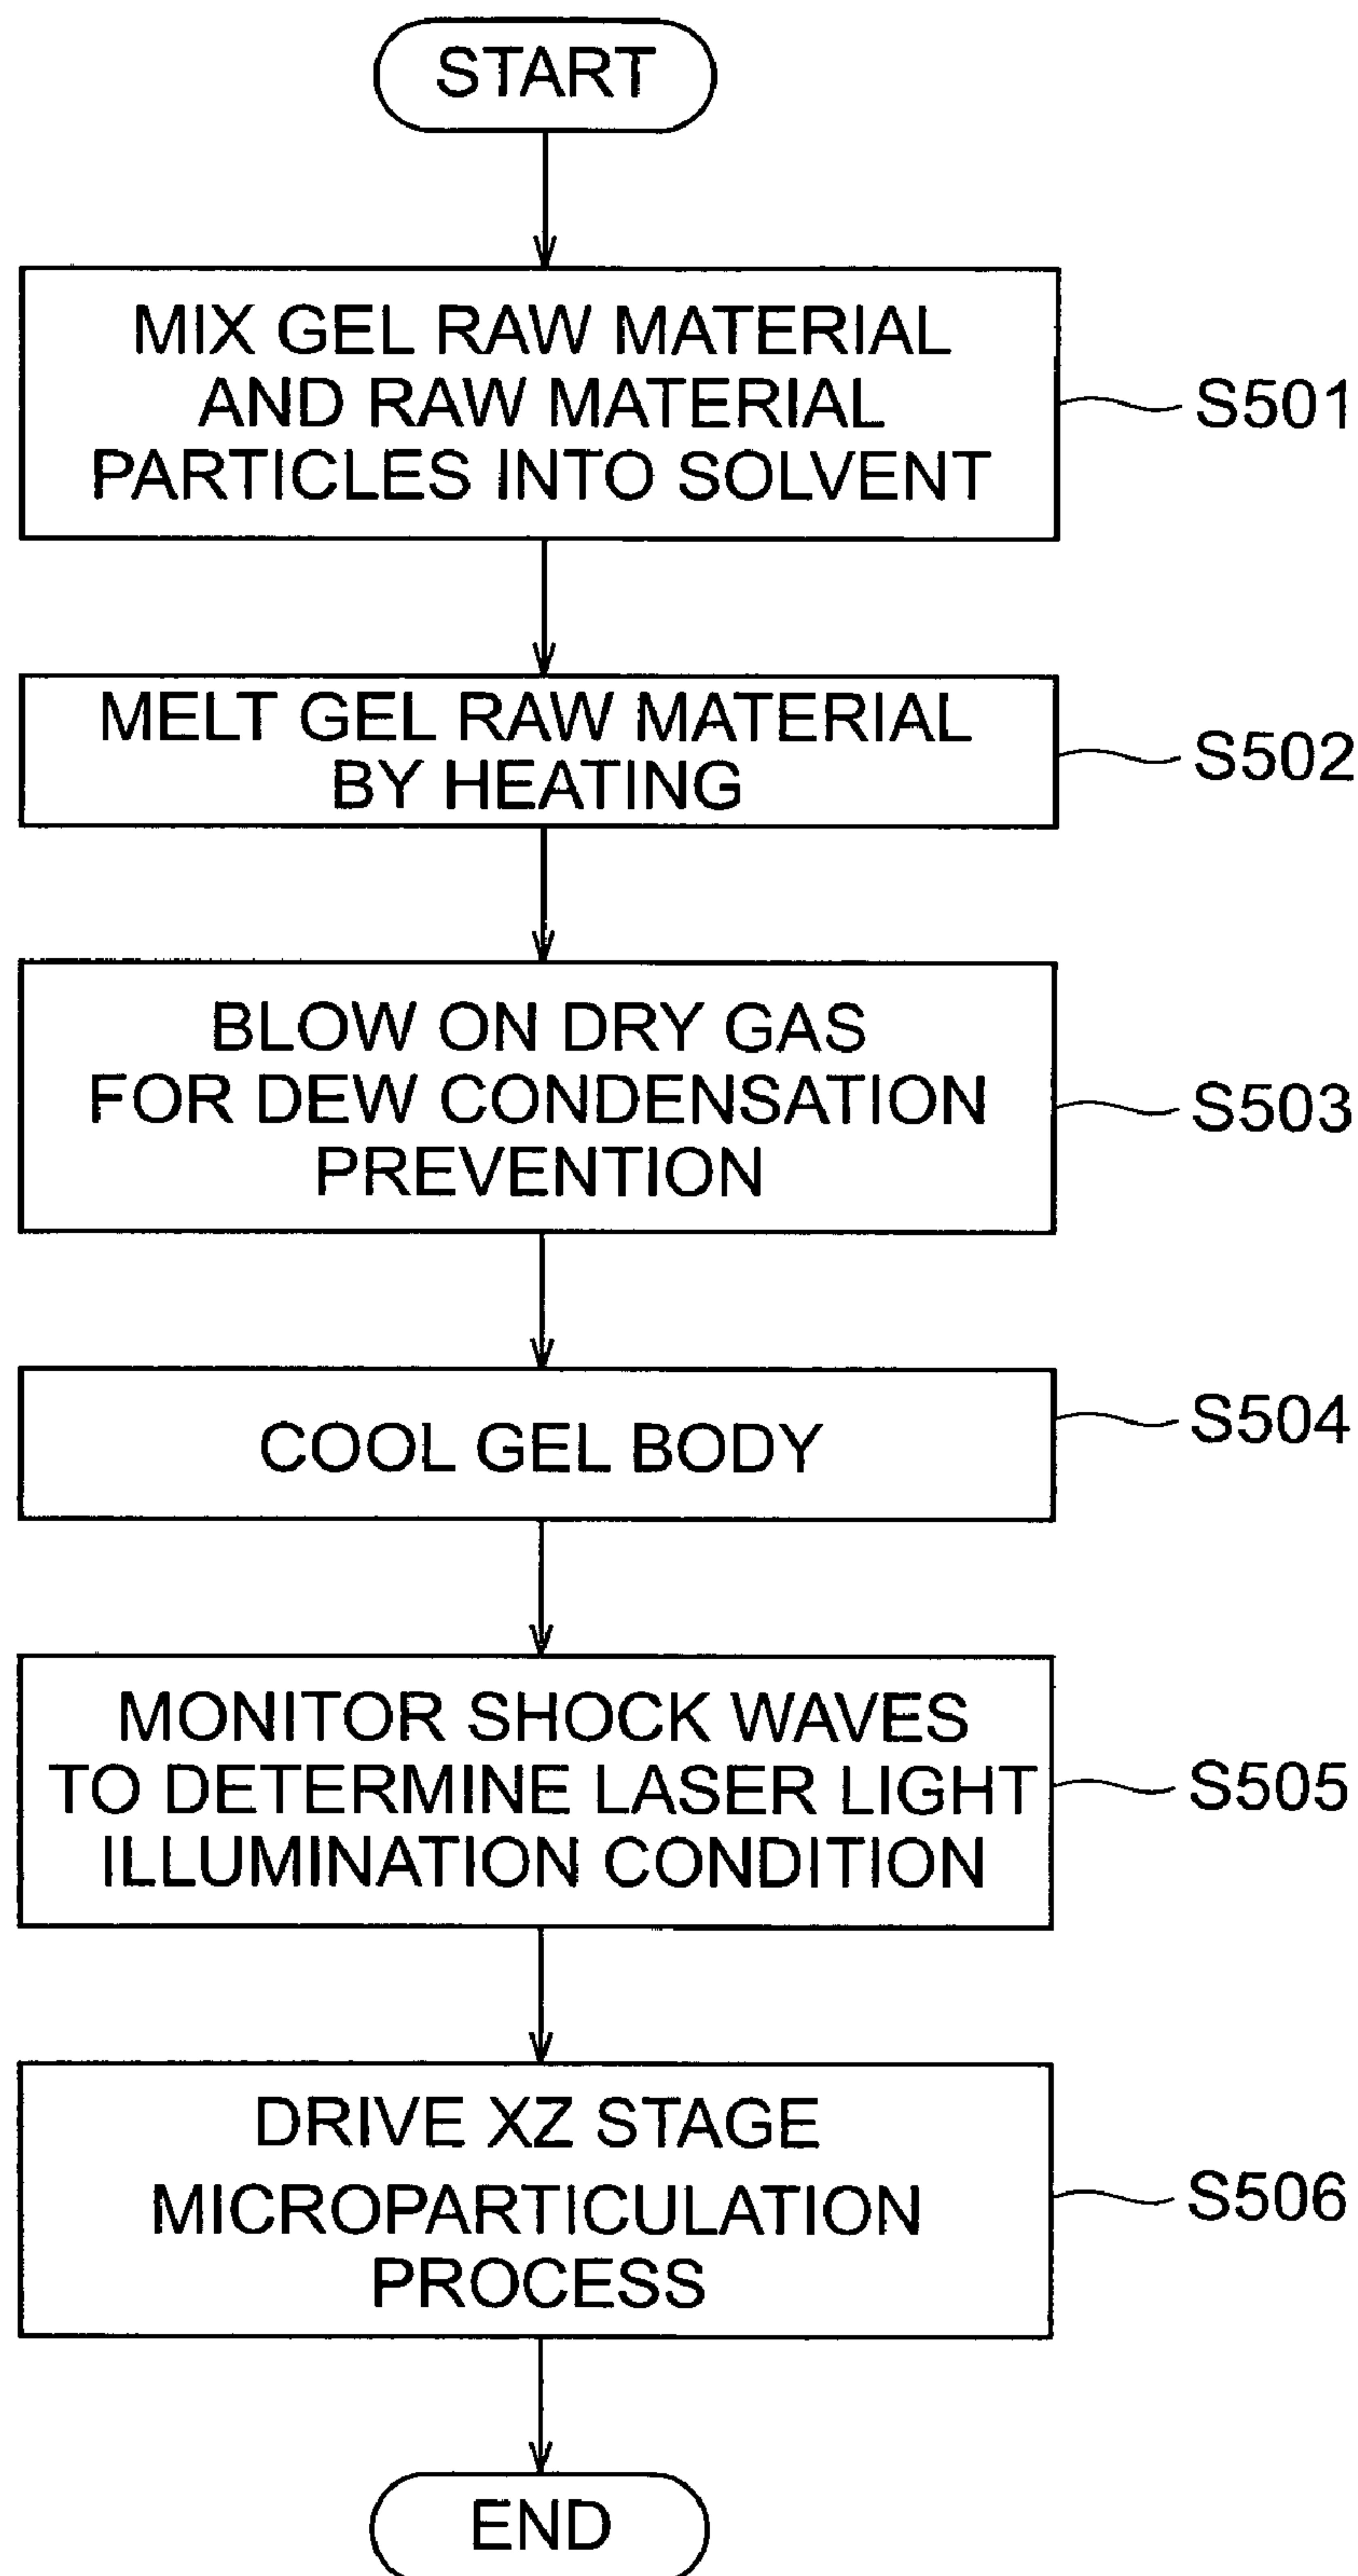 START
MIX GEL RAW MATERIAL
AND RAW MATERIAL
PARTICLES INTO SOLVENT
S501
MELT GEL RAW MATERIAL
BY HEATING
S502
BLOW ON DRY GAS
FOR DEW CONDENSATION
PREVENTION
S503
COOL GEL BODY
S504
MONITOR SHOCK WAVES
TO DETERMINE LASER LIGHT
ILLUMINATION CONDITION
S505
DRIVE XZ STAGE
MICROPARTICULATION
PROCESS
S506
END